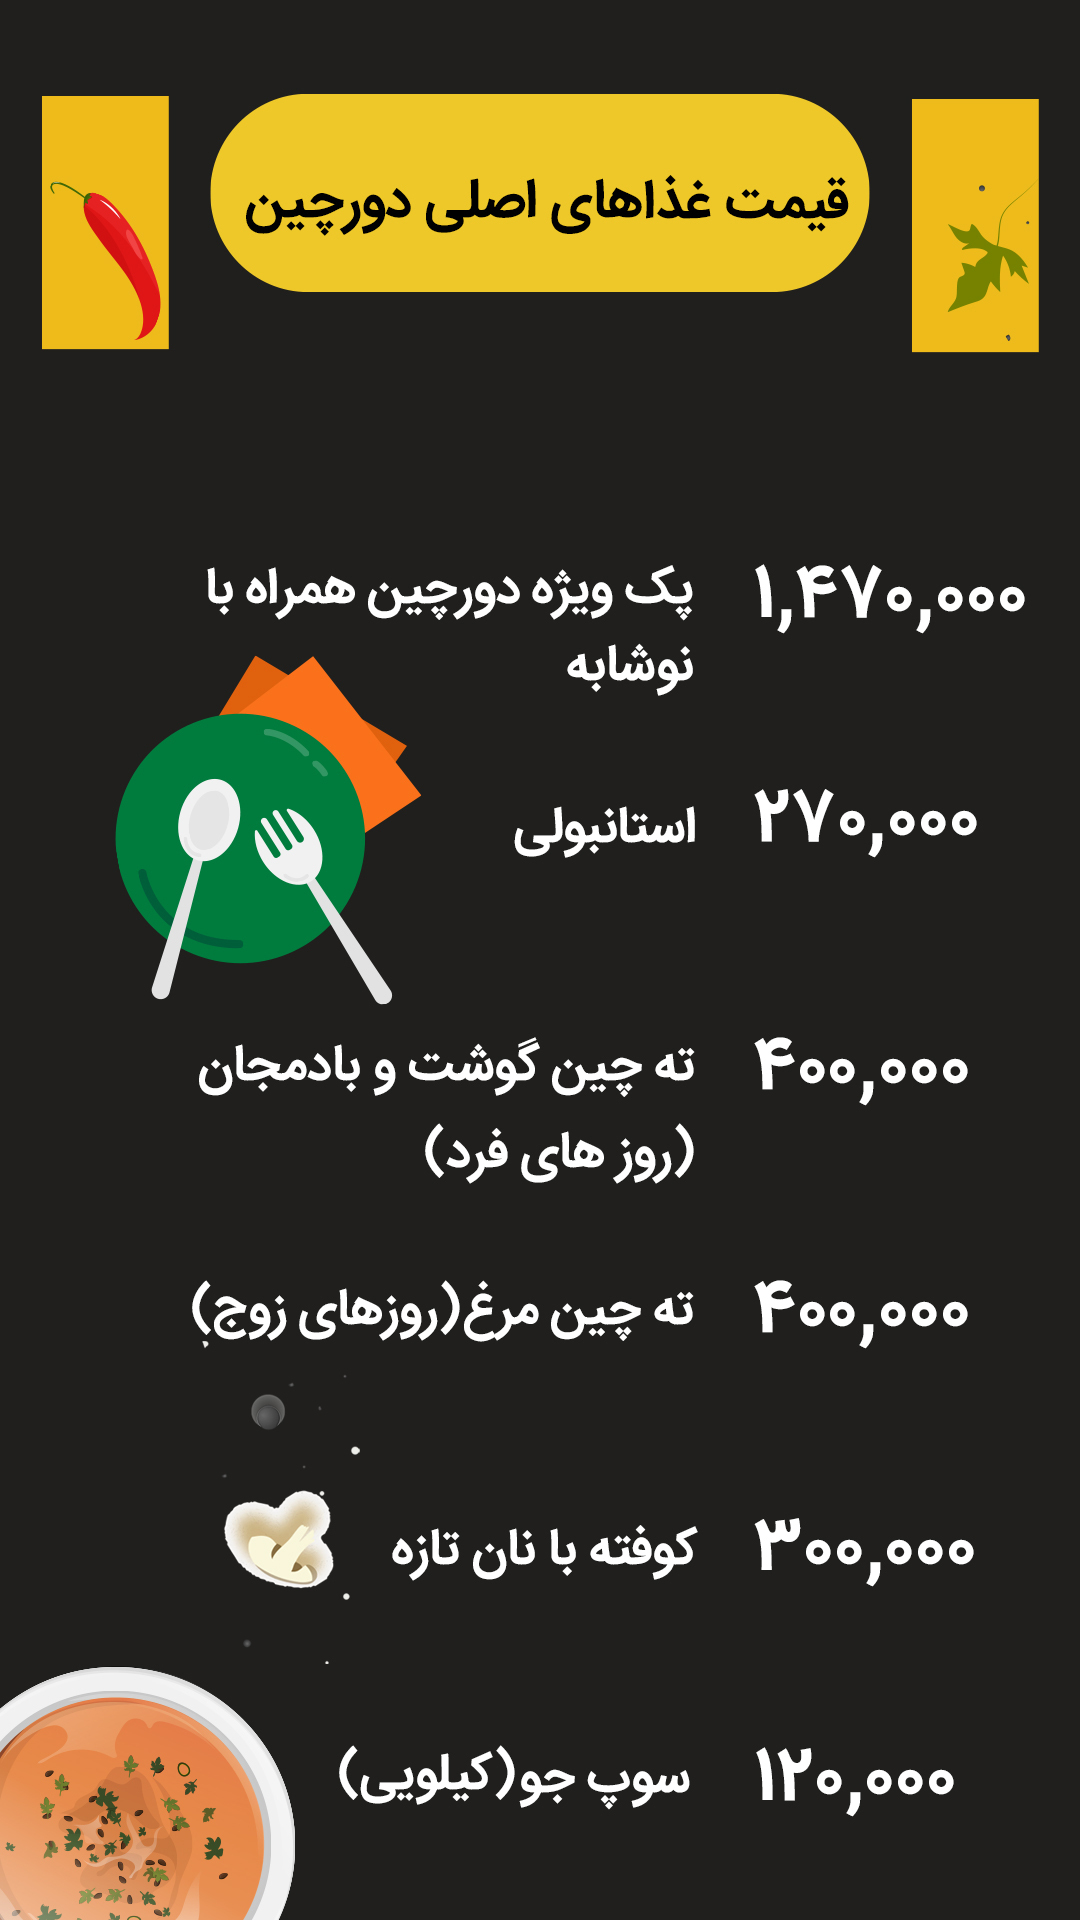 قیمت غذاهای اصلی دورچین
پک ویژه دورچین همراه با
نوشابه
۱,۴۷۰,۰۰۰
استانبولی
۲۷۰,۰۰۰
ته چین گوشت و بادمجان
(روز های فرد)
۴۰۰,۰۰۰
ته چین مرغ(روزهای زوج)
۴۰۰,۰۰۰
کوفته با نان تازه
۳۰۰,۰۰۰
سوپ جو(کیلویی)
۱۲۰,۰۰۰